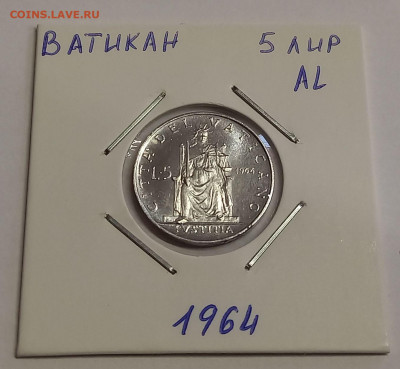 COINS.LAVE.RU
ВАТИКАН 5 ЛИР
AL
CITTA' DEL VATICANO
L.5 1964
IVSTITIA
1964